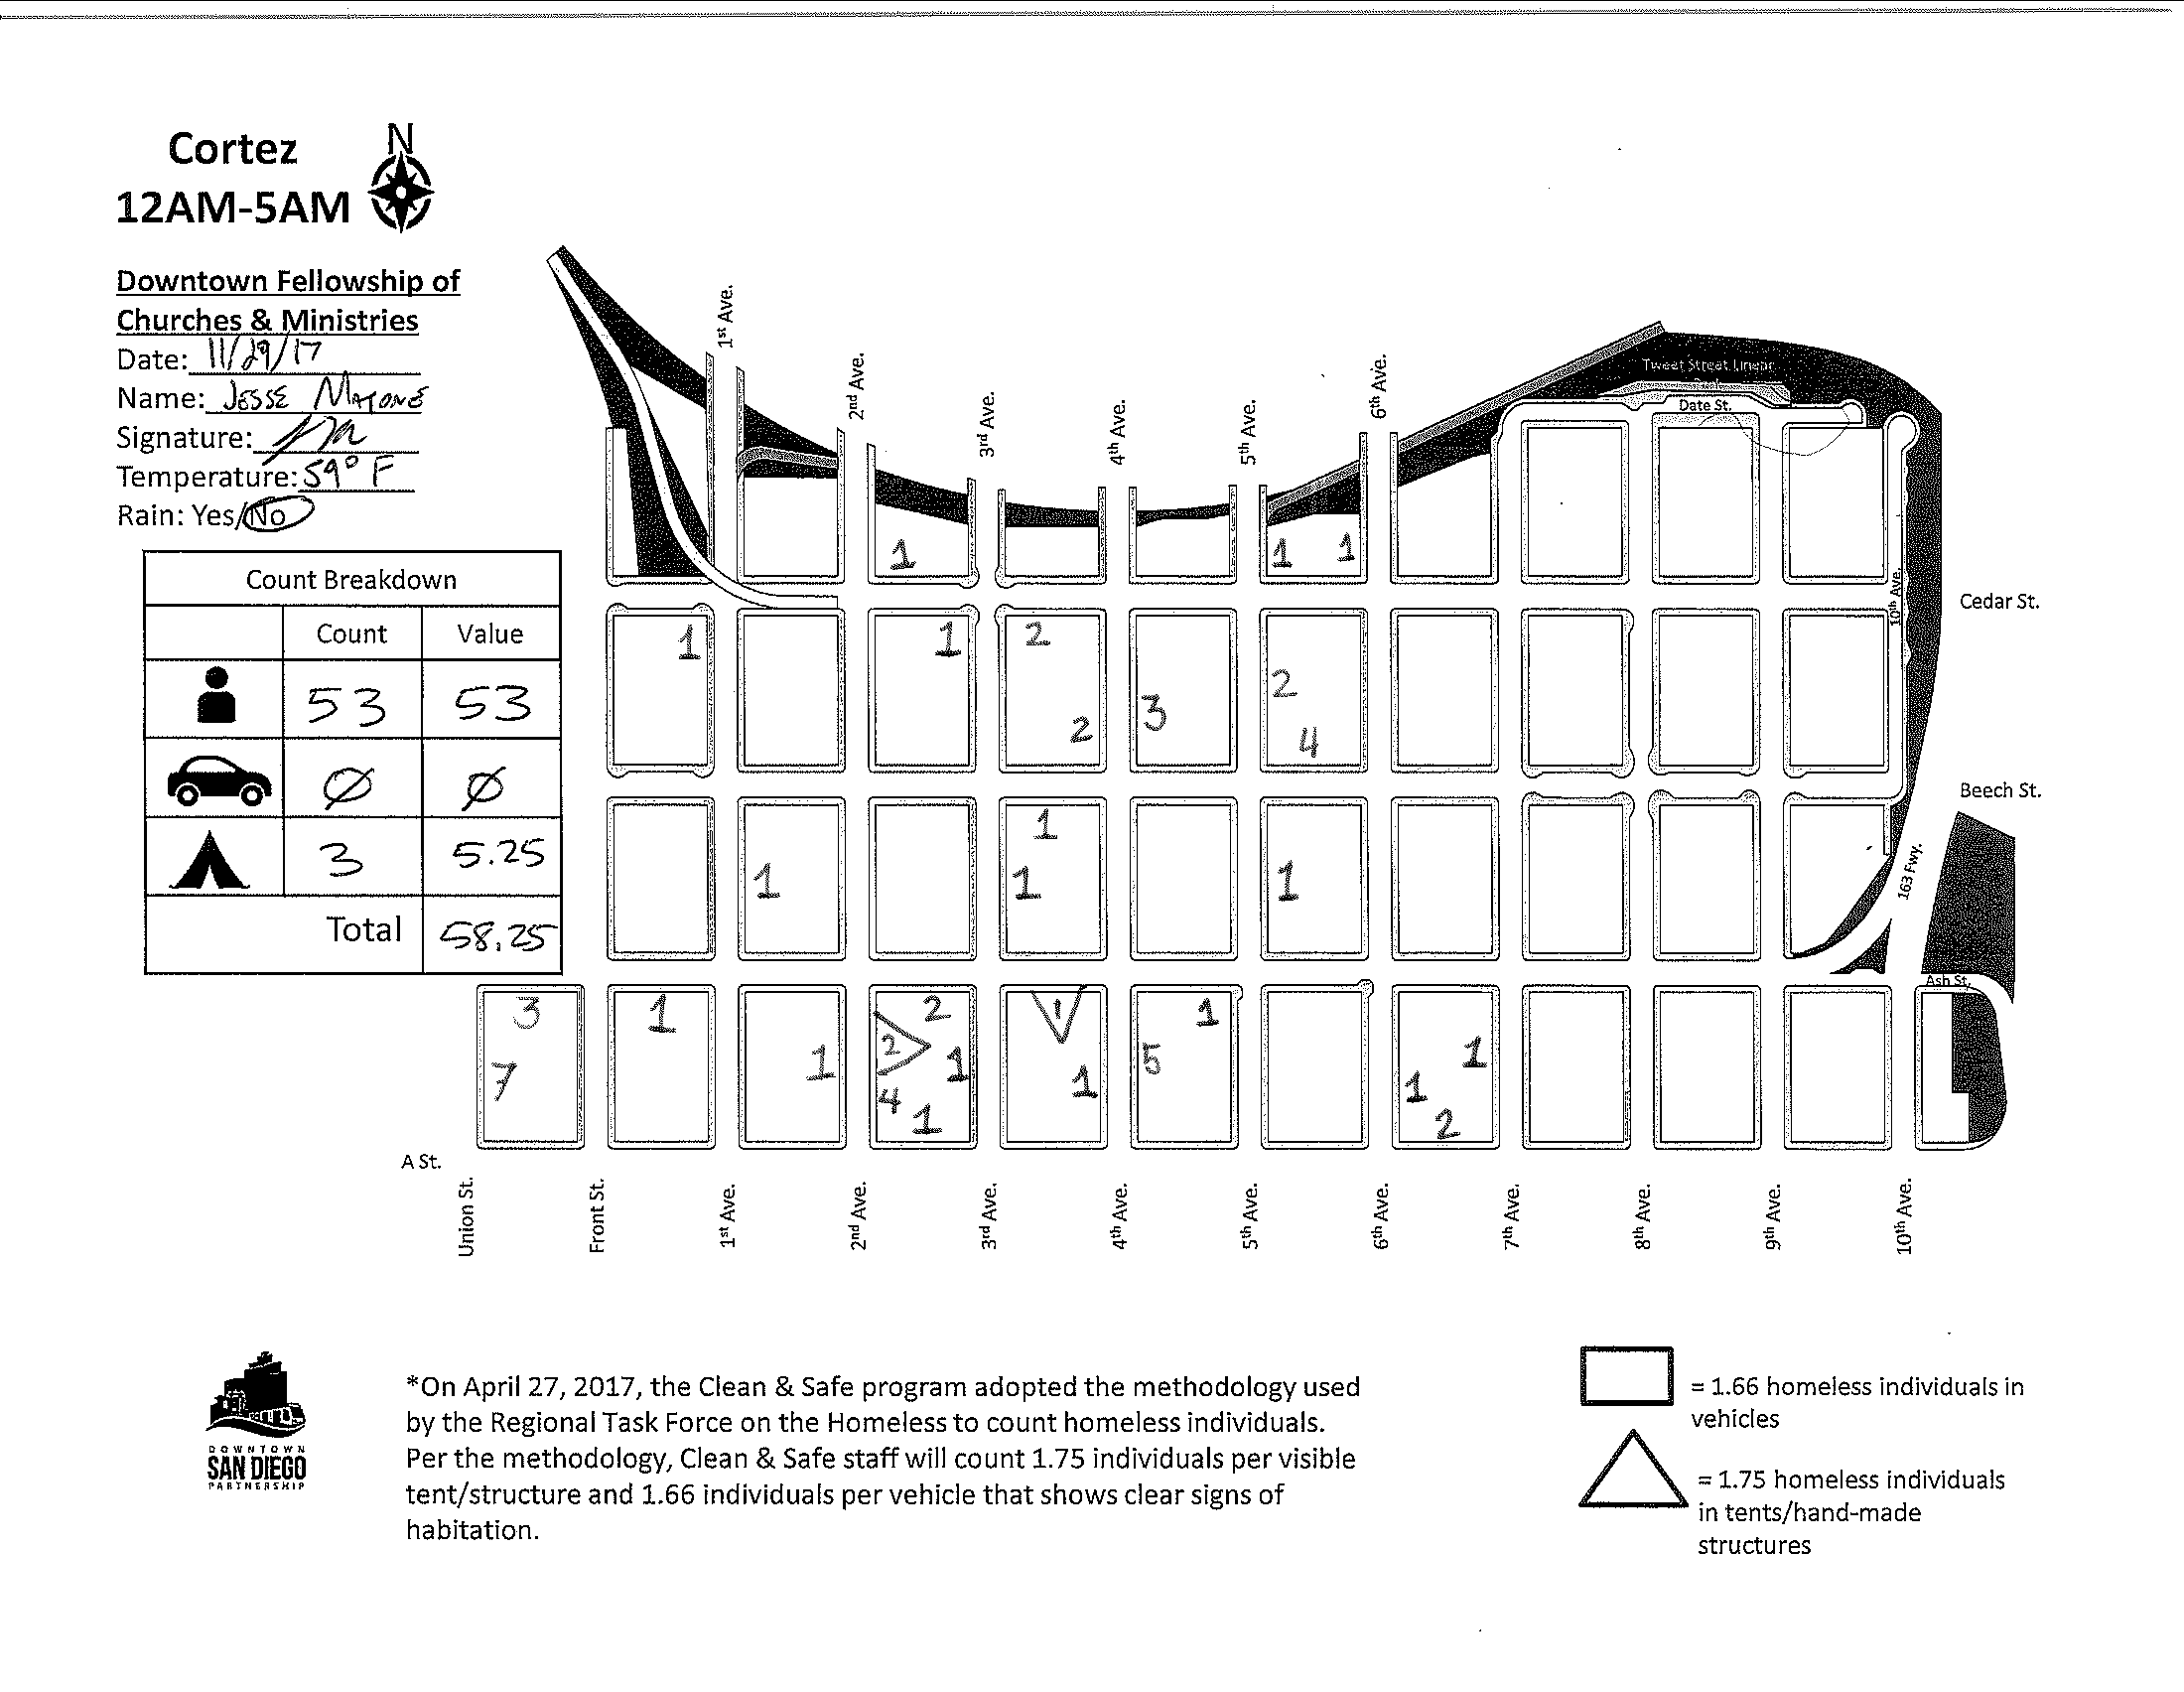 Cortez
12AM-5AM
N
Downtown Fellowship of
Churches & Ministries
Date: 11/29/17
Name: JESSE
Signature:
Temperature: 59° F
Rain: Yes/No
Count Breakdown
Count Value
53 53
Ø Ø
3 5.25
Total 58.25
1st Ave.
2nd Ave.
3rd Ave.
4th Ave.
5th Ave.
6th Ave.
Tweet Street Linear
Date St.
10th Ave.
Cedar St.
Beech St.
163 Fwy.
Ash St.
1 1 1
1 1 2
2
3
2
4
1
1
1
1
3 1 2 1 1
7 1 2 1 1 5 1
4 1 1
2
A St.
Union St.
Front St.
1st Ave.
2nd Ave.
3rd Ave.
4th Ave.
5th Ave.
6th Ave.
7th Ave.
8th Ave.
9th Ave.
10th Ave.
DOWNTOWN
SAN DIEGO
PARTNERSHIP
*On April 27, 2017, the Clean & Safe program adopted the methodology used
by the Regional Task Force on the Homeless to count homeless individuals.
Per the methodology, Clean & Safe staff will count 1.75 individuals per visible
tent/structure and 1.66 individuals per vehicle that shows clear signs of
habitation.
= 1.66 homeless individuals in
vehicles
= 1.75 homeless individuals
in tents/hand-made
structures